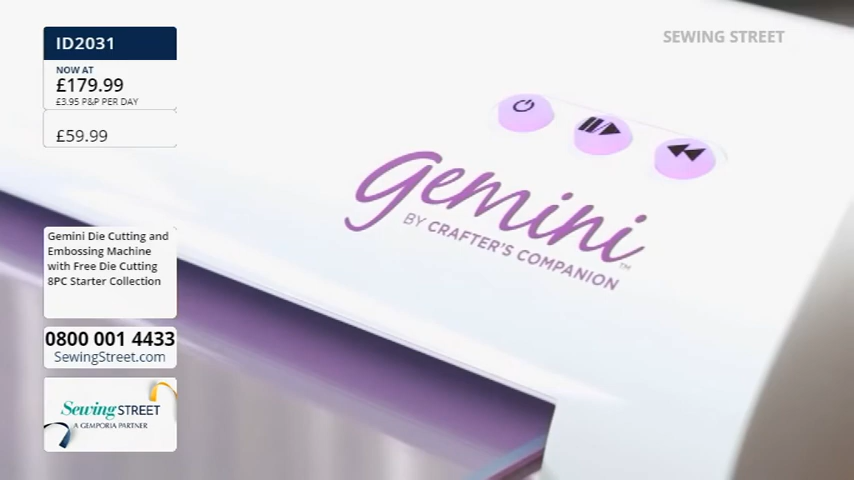 ID2031
NOW AT
£179.99
£3.95 P&P PER DAY
£59.99
Gemini Die Cutting and
Embossing Machine
with Free Die Cutting
8PC Starter Collection
0800 001 4433
SewingStreet.com
Sewing STREET
A GEMPORIA PARTNER
SEWING STREET
gemini™
BY CRAFTER'S COMPANION